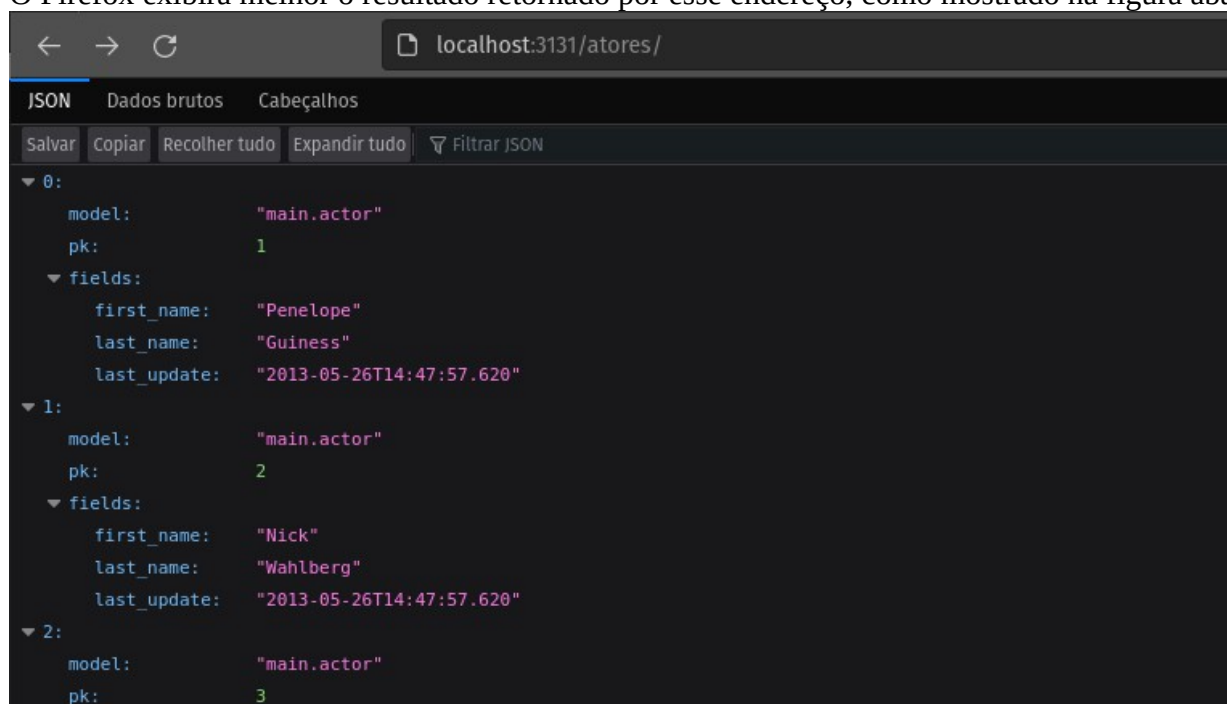 O Firefox exibirá melhor o resultado retornado por esse endereço, como mostrado na figura
localhost:3131/atores/
JSON Dados brutos Cabeçalhos
Salvar Copiar Recolher tudo Expandir tudo Filtrar JSON
0:
model: "main.actor"
pk: 1
fields:
first_name: "Penelope"
last_name: "Guiness"
last_update: "2013-05-26T14:47:57.620"
1:
model: "main.actor"
pk: 2
fields:
first_name: "Nick"
last_name: "Wahlberg"
last_update: "2013-05-26T14:47:57.620"
2:
model: "main.actor"
pk: 3